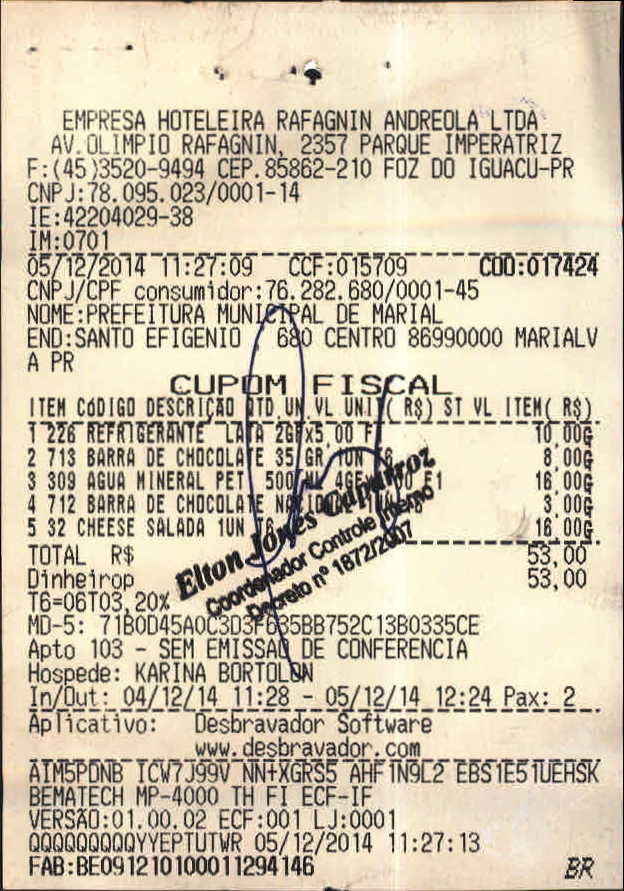 EMPRESA HOTELEIRA RAFAGNIN ANDREOLA LTDA
AV.OLIMPIO RAFAGNIN, 2357 PARQUE IMPERATRIZ
F:(45)3520-9494 CEP.85862-210 FOZ DO IGUACU-PR
CNPJ:78.095.023/0001-14
IE:42204029-38
IM:0701
05/12/2014 11:27:09 CCF:015709 COO:017424
CNPJ/CPF consumidor:76.282.680/0001-45
NOME:PREFEITURA MUNICIPAL DE MARIAL
END:SANTO EFIGENIO 680 CENTRO 86990000 MARIALV
A PR
CUPOM FISCAL
ITEM CÓDIGO DESCRIÇÃO QTD.UN.VL UNIT( R$) ST VL ITEM( R$)
1 226 REFRIGERANTE LATA 2GFx5,00 F 10,00G
2 713 BARRA DE CHOCOLATE 35 GR 1UN 8,00G
3 309 AGUA MINERAL PET 500 16,00G
4 712 BARRA DE CHOCOLATE 3,00G
5 32 CHEESE SALADA 1UN T6 16,00G
TOTAL R$ 53,00
Dinheirop 53,00
T6=06T03,20%
Elton Jones
Coordenador Controle Interno
Decreto nº 1872/2007
MD-5: 71B0D45A0C3D3F635BB752C13B0335CE
Apto 103 - SEM EMISSAO DE CONFERENCIA
Hospede: KARINA BORTOLON
In/Out: 04/12/14 11:28 - 05/12/14 12:24 Pax: 2
Aplicativo: Desbravador Software
www.desbravador.com
AIM5PDNB ICW7J99V NN+XGRS5 AHF1N9L2 EBS1E51UEHSK
BEMATECH MP-4000 TH FI ECF-IF
VERSÃO:01.00.02 ECF:001 LJ:0001
QQQQQQQQQYYEPTUTWR 05/12/2014 11:27:13
FAB:BE091210100011294146 BR